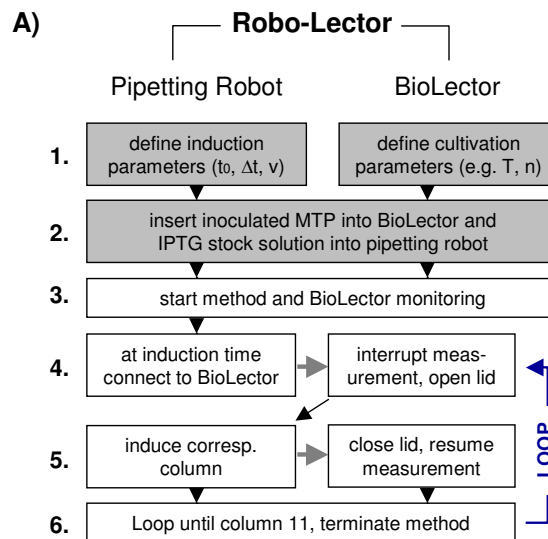 A)
Robo-Lector
Pipetting Robot
BioLector
1.
define induction
parameters (t0, Δt, v)
define cultivation
parameters (e.g. T, n)
2.
insert inoculated MTP into BioLector and
IPTG stock solution into pipetting robot
3.
start method and BioLector monitoring
4.
at induction time
connect to BioLector
interrupt meas-
urement, open lid
5.
induce corresp.
column
close lid, resume
measurement
LOOP
6.
Loop until column 11, terminate method